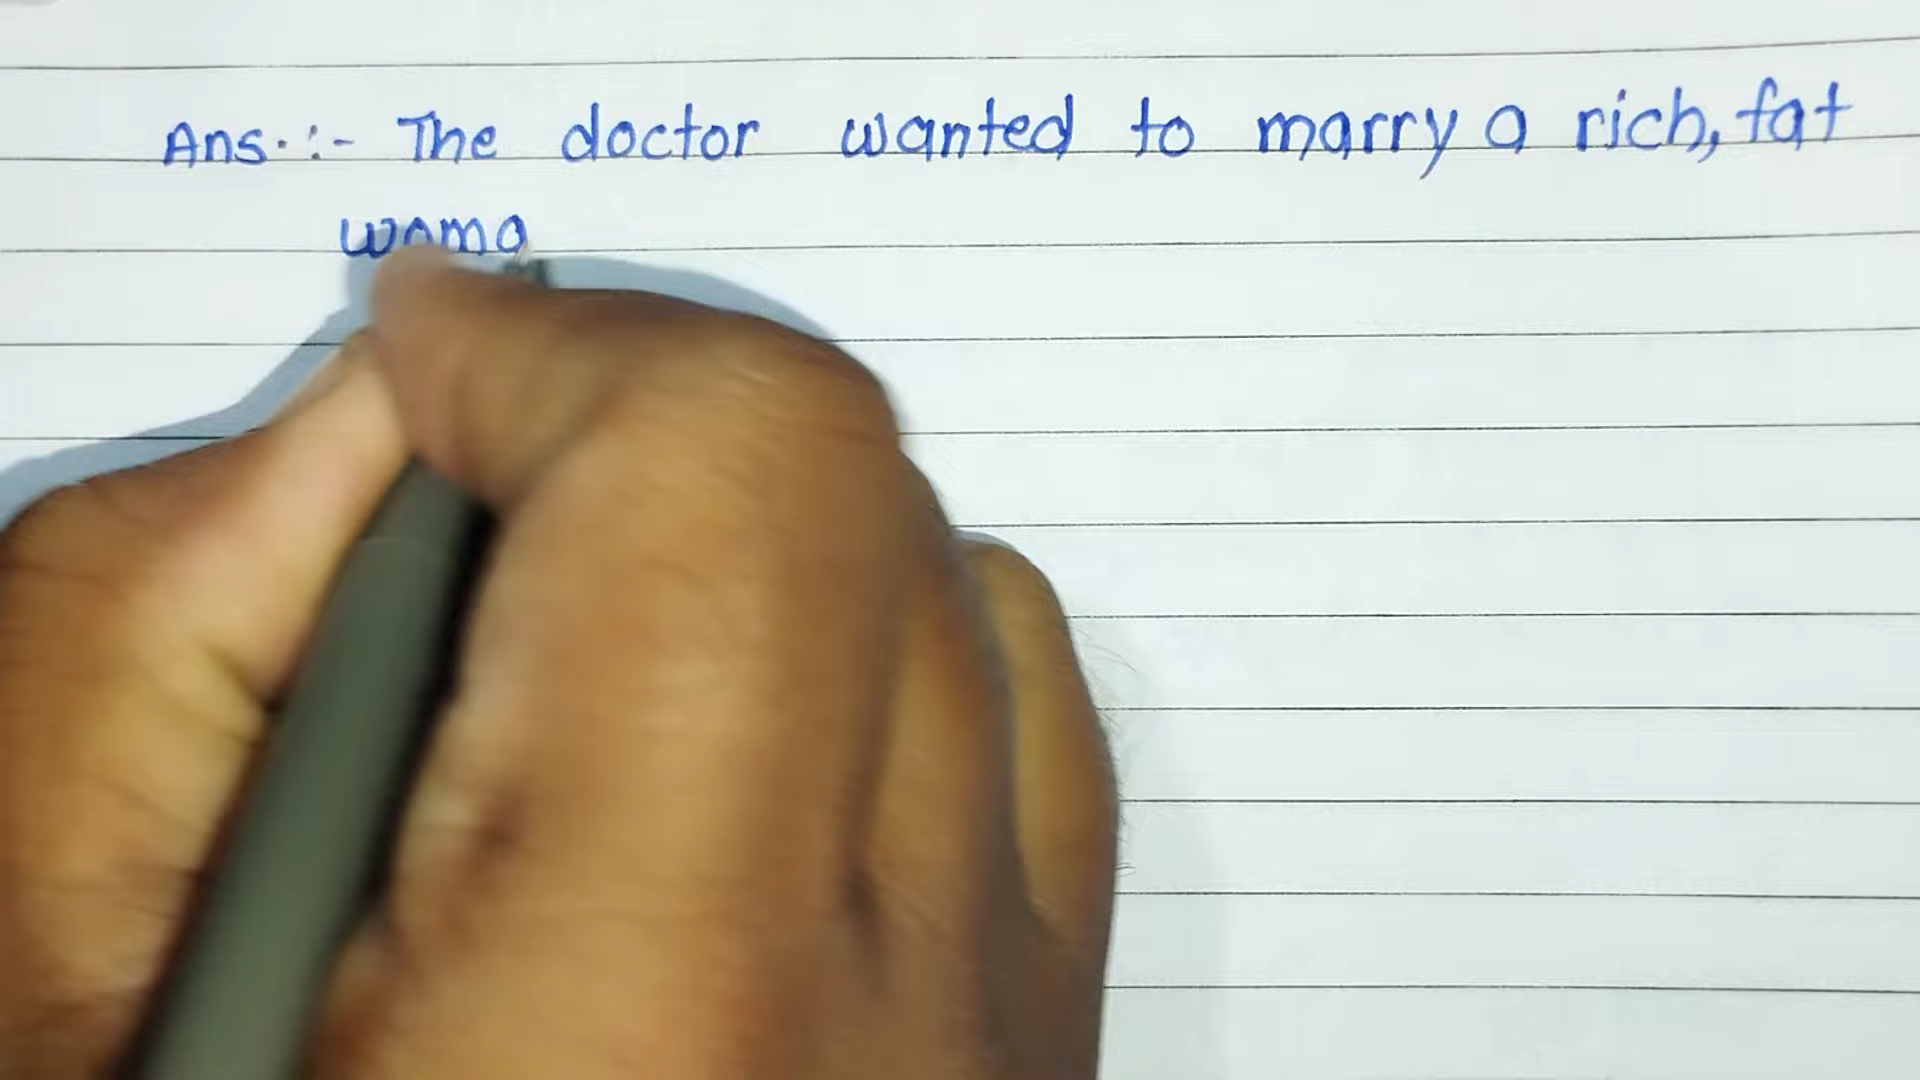 Ans.:- The doctor wanted to marry a rich, fat
woma